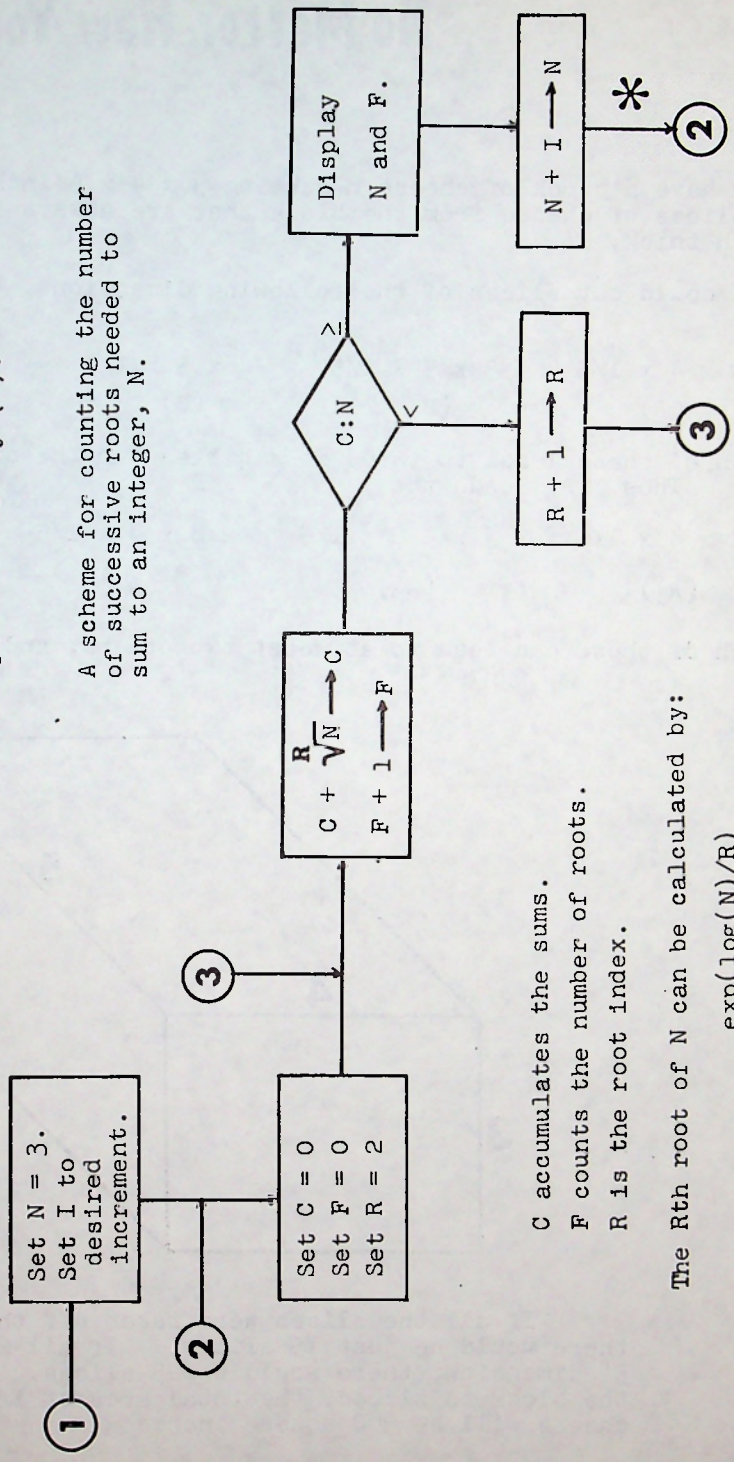 A scheme for counting the number
of successive roots needed to
sum to an integer, N.
1
Set N = 3.
Set I to
desired
increment.
2
Set C = 0
Set F = 0
Set R = 2
3
C + R√N ⟶ C
F + 1 ⟶ F
C:N
≥
<
Display
N and F.
N + I ⟶ N
*
2
R + 1 ⟶ R
3
C accumulates the sums.
F counts the number of roots.
R is the root index.
The Rth root of N can be calculated by:
exp(log(N)/R)